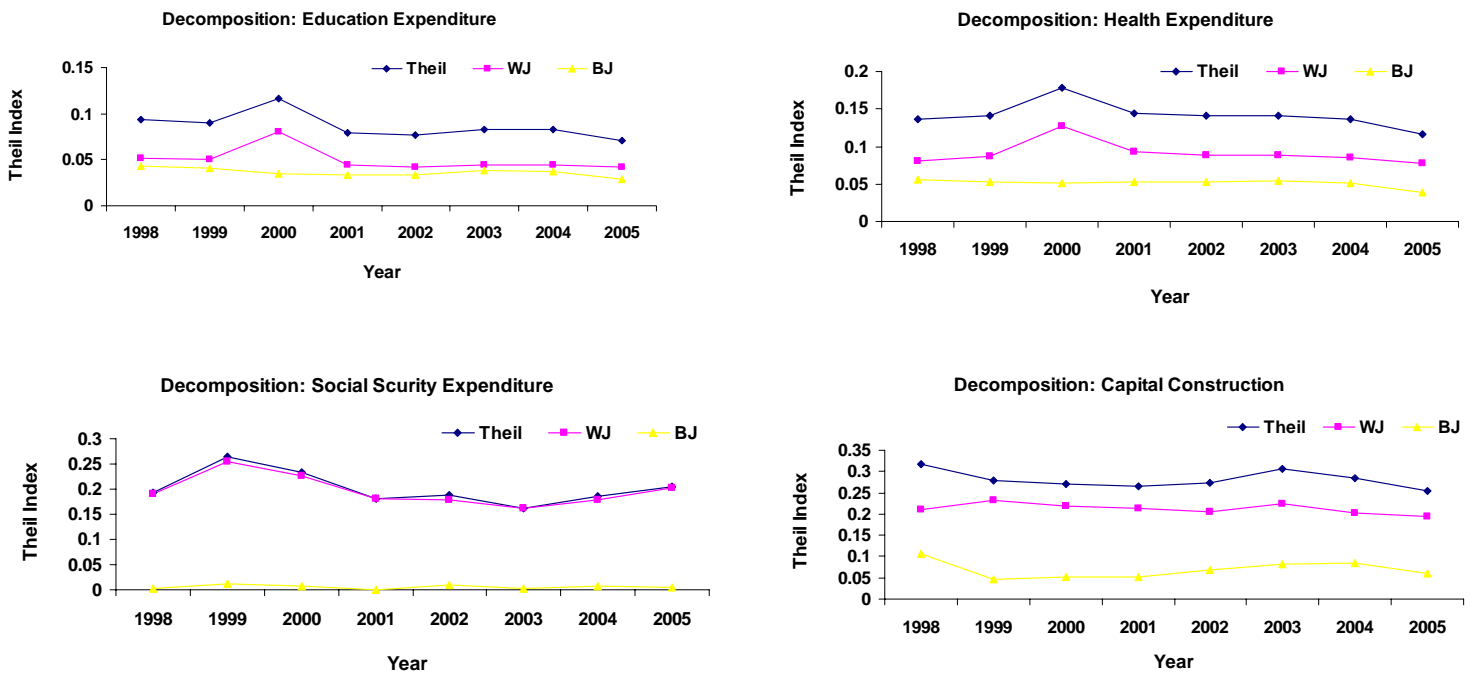 Decomposition: Education Expenditure
Theil WJ BJ
Theil Index
0.15
0.1
0.05
0
1998 1999 2000 2001 2002 2003 2004 2005
Year
Decomposition: Health Expenditure
Theil WJ BJ
Theil Index
0.2
0.15
0.1
0.05
0
1998 1999 2000 2001 2002 2003 2004 2005
Year
Decomposition: Social Scurity Expenditure
Theil WJ BJ
Theil Index
0.3
0.25
0.2
0.15
0.1
0.05
0
1998 1999 2000 2001 2002 2003 2004 2005
Year
Decomposition: Capital Construction
Theil WJ BJ
Theil Index
0.35
0.3
0.25
0.2
0.15
0.1
0.05
0
1998 1999 2000 2001 2002 2003 2004 2005
Year